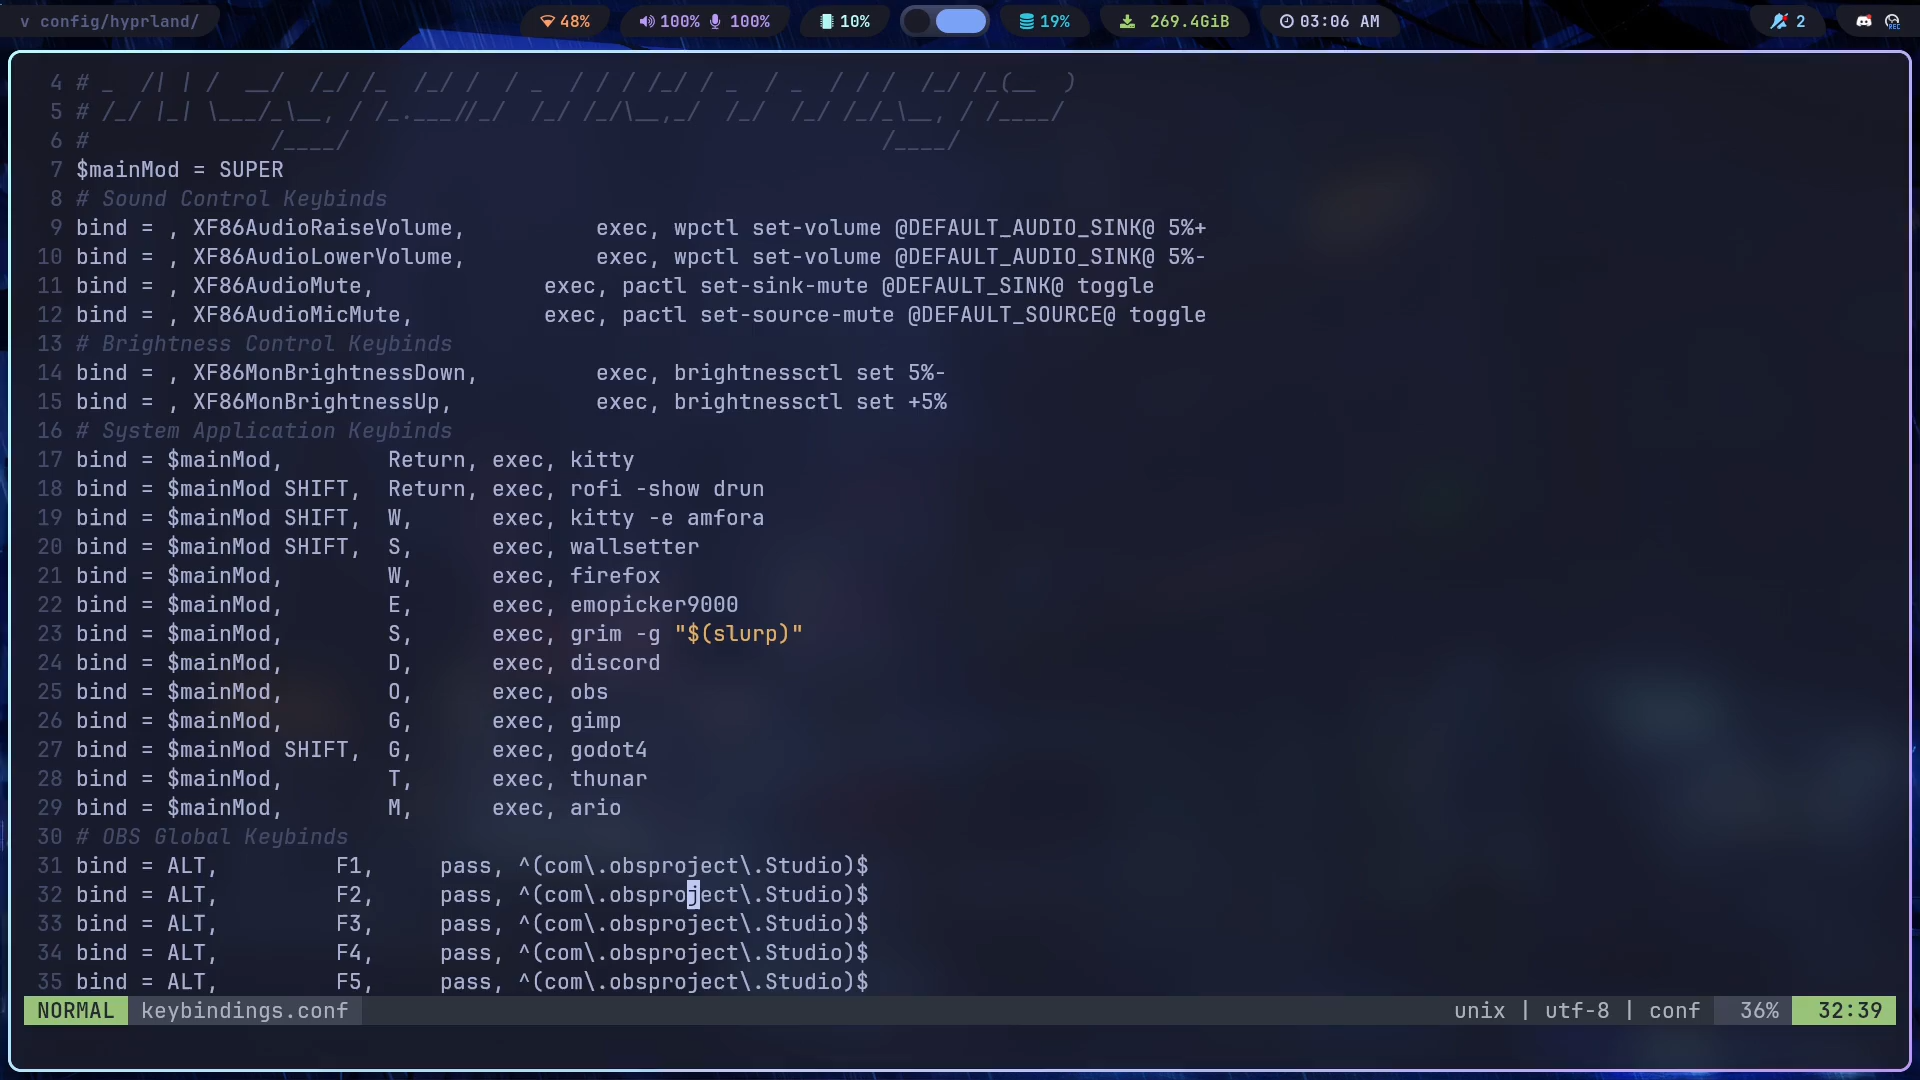 v config/hyprland/
48%
100% 100%
10%
19%
269.4GiB
03:06 AM
2
REC
4 # _  /| | /  __/  /_/ /_  /_/ /  / _  / / / /_/ / _  / _  / / /  /_/ /_(__  )
5 # /_/ |_| \___/_\__, / /_.___//_/  /_/ /_/\__,_/  /_/  /_/ /_/_\__, / /____/
6 #              /____/                                         /____/
7 $mainMod = SUPER
8 # Sound Control Keybinds
9 bind = , XF86AudioRaiseVolume,          exec, wpctl set-volume @DEFAULT_AUDIO_SINK@ 5%+
10 bind = , XF86AudioLowerVolume,          exec, wpctl set-volume @DEFAULT_AUDIO_SINK@ 5%-
11 bind = , XF86AudioMute,             exec, pactl set-sink-mute @DEFAULT_SINK@ toggle
12 bind = , XF86AudioMicMute,          exec, pactl set-source-mute @DEFAULT_SOURCE@ toggle
13 # Brightness Control Keybinds
14 bind = , XF86MonBrightnessDown,         exec, brightnessctl set 5%-
15 bind = , XF86MonBrightnessUp,           exec, brightnessctl set +5%
16 # System Application Keybinds
17 bind = $mainMod,        Return, exec, kitty
18 bind = $mainMod SHIFT,  Return, exec, rofi -show drun
19 bind = $mainMod SHIFT,  W,      exec, kitty -e amfora
20 bind = $mainMod SHIFT,  S,      exec, wallsetter
21 bind = $mainMod,        W,      exec, firefox
22 bind = $mainMod,        E,      exec, emopicker9000
23 bind = $mainMod,        S,      exec, grim -g "$(slurp)"
24 bind = $mainMod,        D,      exec, discord
25 bind = $mainMod,        O,      exec, obs
26 bind = $mainMod,        G,      exec, gimp
27 bind = $mainMod SHIFT,  G,      exec, godot4
28 bind = $mainMod,        T,      exec, thunar
29 bind = $mainMod,        M,      exec, ario
30 # OBS Global Keybinds
31 bind = ALT,         F1,     pass, ^(com\.obsproject\.Studio)$
32 bind = ALT,         F2,     pass, ^(com\.obsproject\.Studio)$
33 bind = ALT,         F3,     pass, ^(com\.obsproject\.Studio)$
34 bind = ALT,         F4,     pass, ^(com\.obsproject\.Studio)$
35 bind = ALT,         F5,     pass, ^(com\.obsproject\.Studio)$
NORMAL keybindings.conf unix | utf-8 | conf 36% 32:39